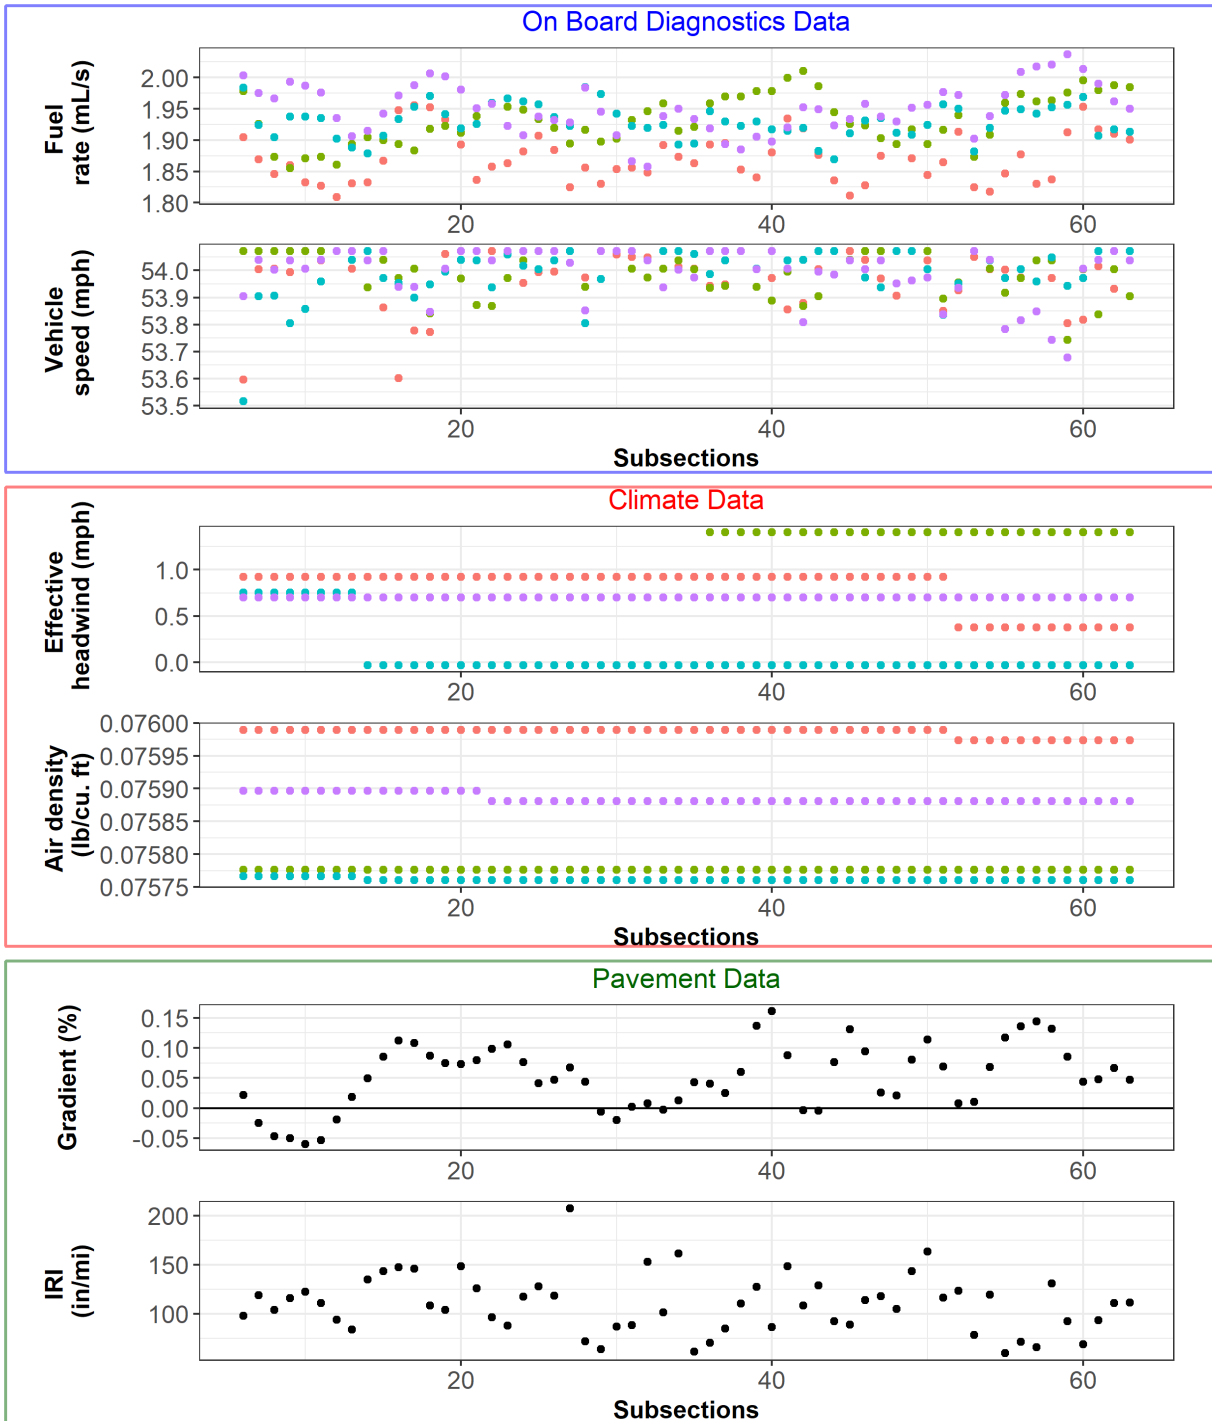 On Board Diagnostics Data
Fuel
rate (mL/s)
2.00
1.95
1.90
1.85
1.80
20
40
60
Vehicle
speed (mph)
54.0
53.9
53.8
53.7
53.6
53.5
20
40
60
Subsections
Climate Data
Effective
headwind (mph)
1.0
0.5
0.0
20
40
60
Air density
(lb/cu. ft)
0.07600
0.07595
0.07590
0.07585
0.07580
0.07575
20
40
60
Subsections
Pavement Data
Gradient (%)
0.15
0.10
0.05
0.00
-0.05
20
40
60
IRI
(in/mi)
200
150
100
20
40
60
Subsections